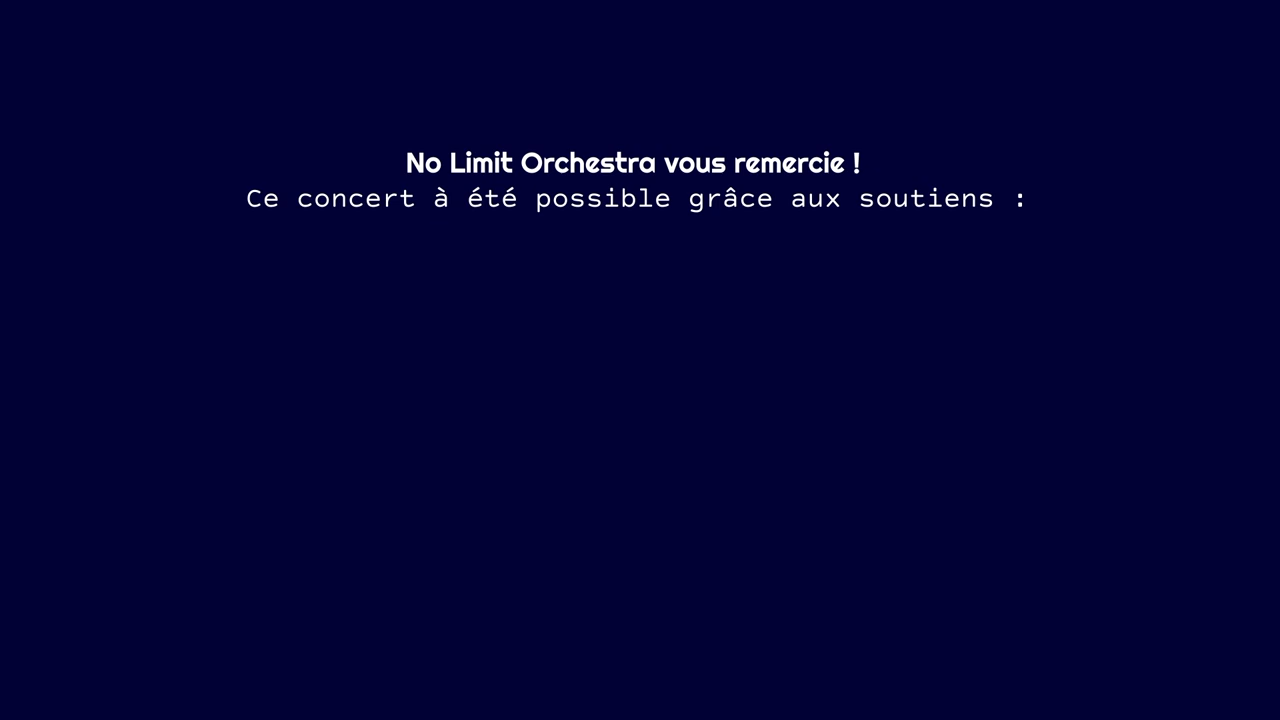 No Limit Orchestra vous remercie !
Ce concert à été possible grâce aux soutiens :